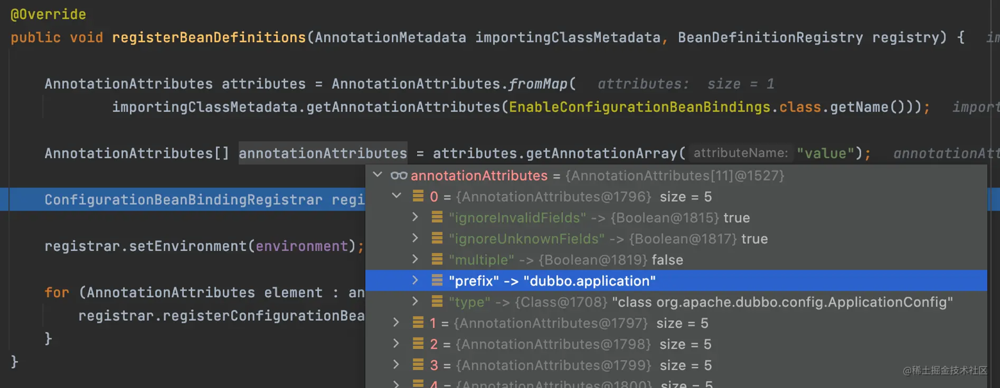 @Override
public void registerBeanDefinitions(AnnotationMetadata importingClassMetadata, BeanDefinitionRegistry registry) {
AnnotationAttributes attributes = AnnotationAttributes.fromMap( attributes: size = 1
importingClassMetadata.getAnnotationAttributes(EnableConfigurationBeanBindings.class.getName())); import
AnnotationAttributes[] annotationAttributes = attributes.getAnnotationArray( attributeName: "value"); annotationAtt
annotationAttributes = {AnnotationAttributes[11]@1527}
0 = {AnnotationAttributes@1796} size = 5
ConfigurationBeanBindingRegistrar regi
"ignoreInvalidFields" -> {Boolean@1815} true
"ignoreUnknownFields" -> {Boolean@1817} true
registrar.setEnvironment(environment);
"multiple" -> {Boolean@1819} false
"prefix" -> "dubbo.application"
for (AnnotationAttributes element : an
"type" -> {Class@1708} "class org.apache.dubbo.config.ApplicationConfig"
registrar.registerConfigurationBea
1 = {AnnotationAttributes@1797} size = 5
}
2 = {AnnotationAttributes@1798} size = 5
}
3 = {AnnotationAttributes@1799} size = 5
4 = {AnnotationAttributes@1800} size = 5
@稀土掘金技术社区